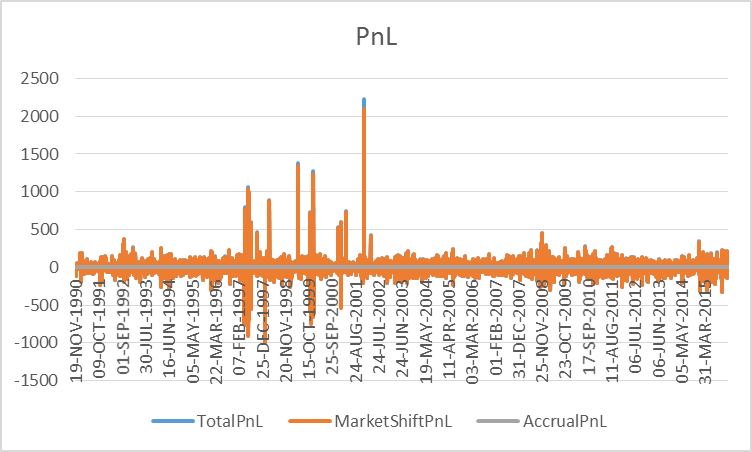 PnL
2500
2000
1500
1000
500
0
-500
-1000
-1500
19-NOV-1990
09-OCT-1991
01-SEP-1992
30-JUL-1993
16-JUN-1994
05-MAY-1995
22-MAR-1996
07-FEB-1997
25-DEC-1997
20-NOV-1998
15-OCT-1999
25-SEP-2000
24-AUG-2001
24-JUL-2002
24-JUN-2003
19-MAY-2004
11-APR-2005
03-MAR-2006
07-FEB-2007
31-DEC-2007
25-NOV-2008
23-OCT-2009
17-SEP-2010
11-AUG-2011
06-JUL-2012
06-JUN-2013
05-MAY-2014
31-MAR-2015
TotalPnL MarketShiftPnL AccrualPnL